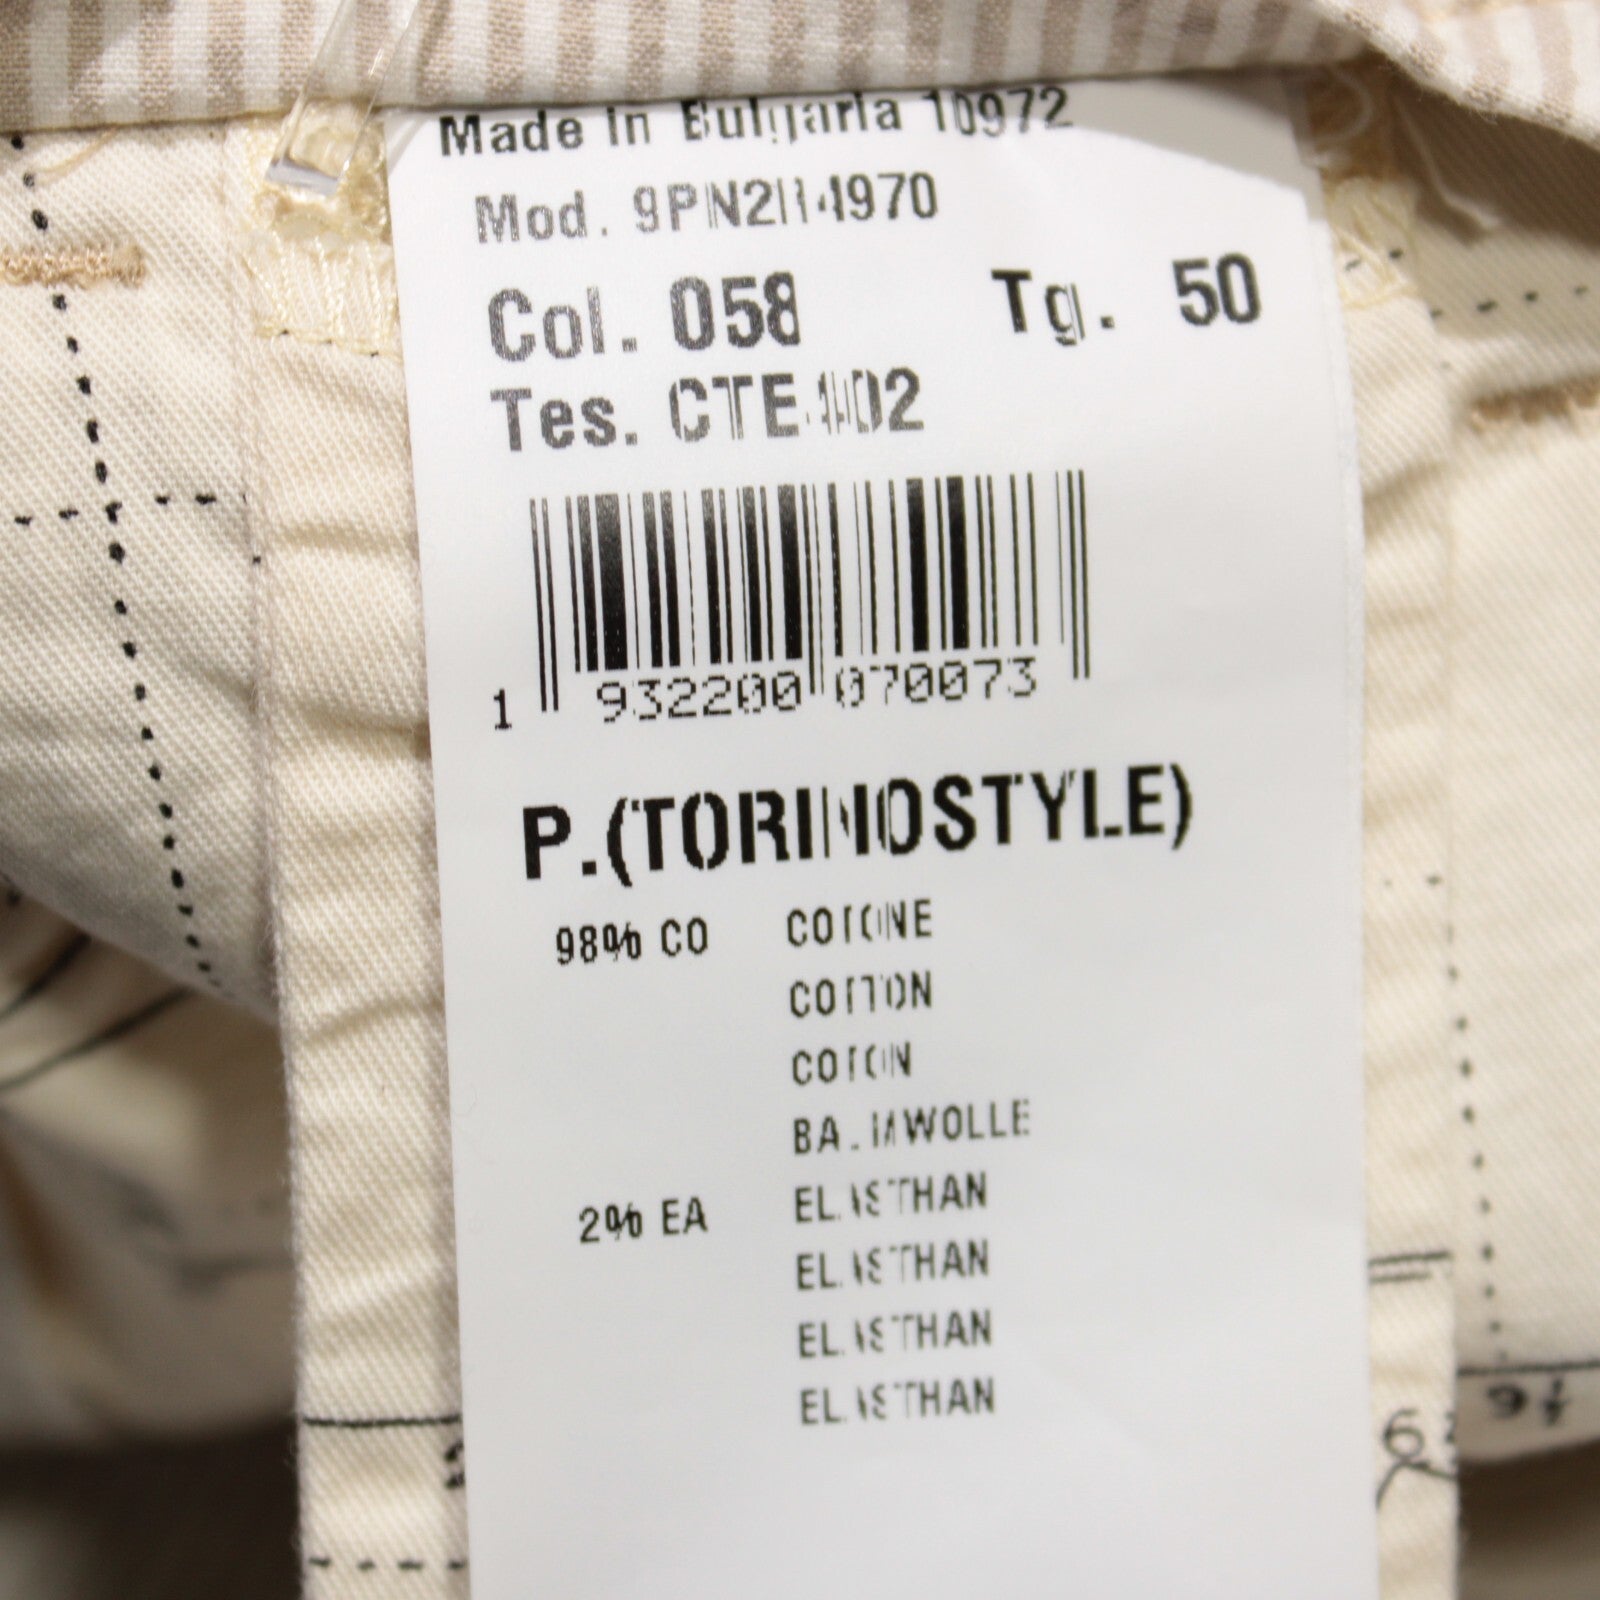 Made in Bulgaria 10972
Mod. 9PN2R4970
Col. 058 Tg. 50
Tes. CTE402
1 932200 070073
P.(TORINOSTYLE)
98% CO COTONE
COTTON
COTON
BAUMWOLLE
2% EA ELASTHAN
ELASTHAN
ELASTHAN
ELASTHAN